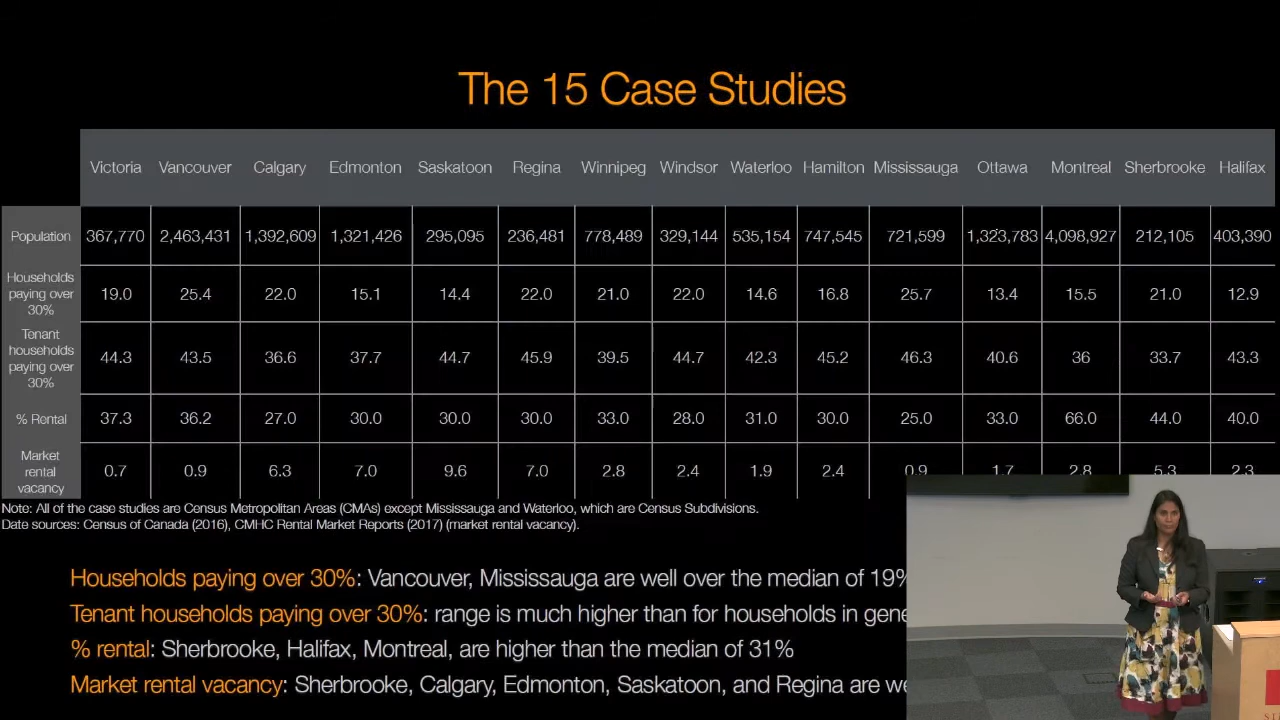 The 15 Case Studies
Victoria Vancouver Calgary Edmonton Saskatoon Regina Winnipeg Windsor Waterloo Hamilton Mississauga Ottawa Montreal Sherbrooke Halifax
Population 367,770 2,463,431 1,392,609 1,321,426 295,095 236,481 778,489 329,144 535,154 747,545 721,599 1,323,783 4,098,927 212,105 403,390
Households
paying over 19.0 25.4 22.0 15.1 14.4 22.0 21.0 22.0 14.6 16.8 25.7 13.4 15.5 21.0 12.9
30%
Tenant
households
paying over 44.3 43.5 36.6 37.7 44.7 45.9 39.5 44.7 42.3 45.2 46.3 40.6 36 33.7 43.3
30%
% Rental 37.3 36.2 27.0 30.0 30.0 30.0 33.0 28.0 31.0 30.0 25.0 33.0 66.0 44.0 40.0
Market
rental 0.7 0.9 6.3 7.0 9.6 7.0 2.8 2.4 1.9 2.4 0.9 1.7 2.8 5.3 2.3
vacancy
Note: All of the case studies are Census Metropolitan Areas (CMAs) except Mississauga and Waterloo, which are Census Subdivisions.
Date sources: Census of Canada (2016), CMHC Rental Market Reports (2017) (market rental vacancy).
Households paying over 30%: Vancouver, Mississauga are well over the median of 19%
Tenant households paying over 30%: range is much higher than for households in gene
% rental: Sherbrooke, Halifax, Montreal, are higher than the median of 31%
Market rental vacancy: Sherbrooke, Calgary, Edmonton, Saskatoon, and Regina are we